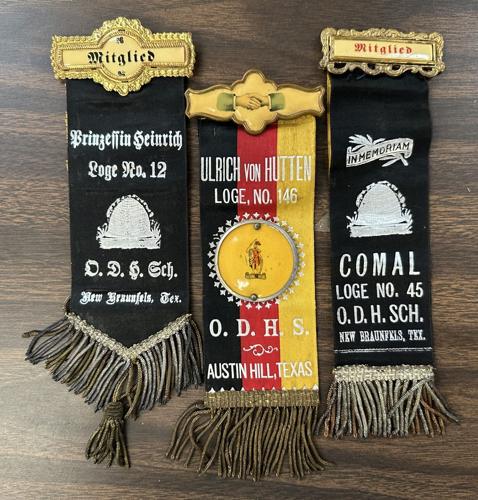 Mitglied
Prinzessin Heinrich
Loge No. 12
O. D. H. Sch.
New Braunfels, Tex.
ULRICH VON HUTTEN
LOGE, NO. 146
O. D. H. S.
AUSTIN HILL, TEXAS
Mitglied
IN MEMORIAM
COMAL
LOGE NO. 45
O. D. H. SCH.
NEW BRAUNFELS, TEX.